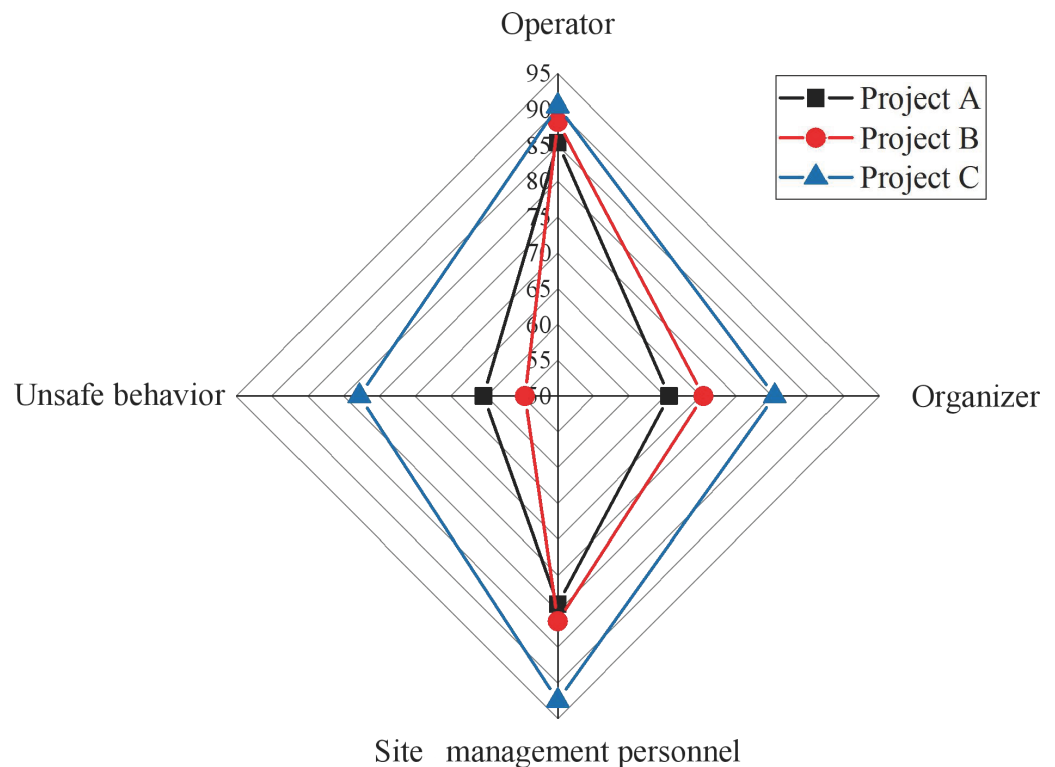 Operator
95
90
85
80
75
70
65
60
55
50
Project A
Project B
Project C
Unsafe behavior
Organizer
Site management personnel